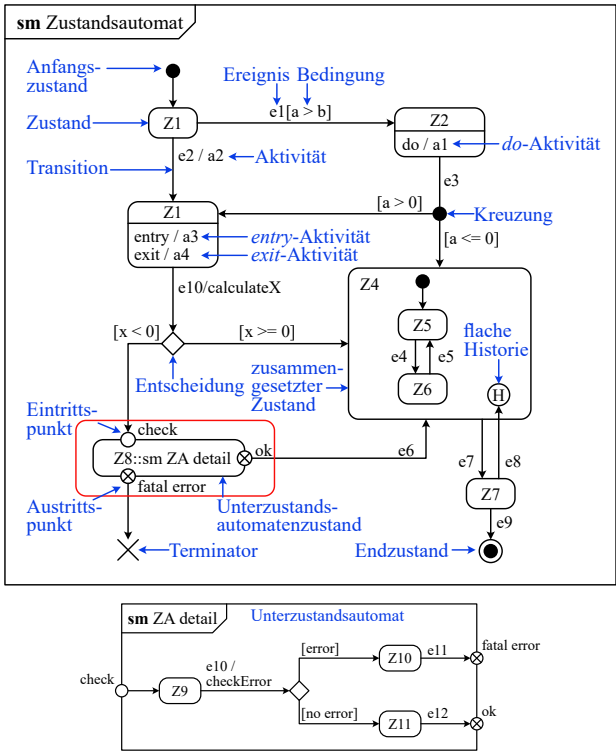 sm Zustandsautomat
Anfangs-
zustand
Ereignis Bedingung
e1[a > b]
Zustand
Z1
Z2
do / a1
do-Aktivität
e2 / a2
Aktivität
Transition
e3
Z1
[a > 0]
Kreuzung
entry / a3
entry-Aktivität
exit / a4
exit-Aktivität
[a <= 0]
e10/calculateX
Z4
[x < 0]
[x >= 0]
Z5
flache
Historie
e4
e5
Entscheidung
zusammen-
gesetzter
Zustand
Z6
H
Eintritts-
punkt
check
ok
e6
Z8::sm ZA detail
e7
e8
fatal error
Z7
Austritts-
punkt
Unterzustands-
automatenzustand
e9
Terminator
Endzustand
sm ZA detail
Unterzustandsautomat
[error]
Z10
e11
fatal error
check
Z9
e10 /
checkError
[no error]
Z11
e12
ok